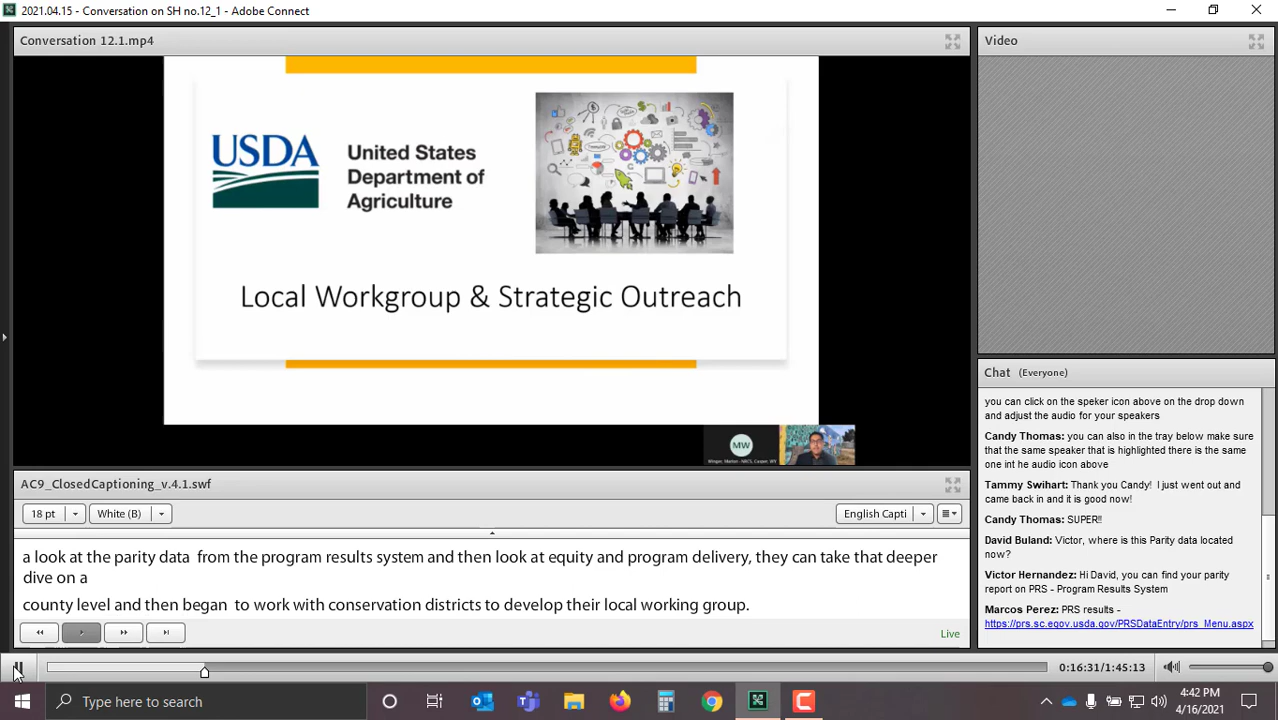 2021.04.15 - Conversation on SH no.12_1 - Adobe Connect
Conversation 12.1.mp4
USDA
United States
Department of
Agriculture
Local Workgroup & Strategic Outreach
MW
AC9_ClosedCaptioning_v.4.1.swf
18 pt
White (B)
English Capti
a look at the parity data from the program results system and then look at equity and program delivery, they can take that deeper
dive on a
county level and then began to work with conservation districts to develop their local working group.
Live
Video
Chat (Everyone)
you can click on the speker icon above on the drop down
and adjust the audio for your speakers
Candy Thomas: you can also in the tray below make sure
that the same speaker that is highlighted there is the same
one int he audio icon above
Tammy Swihart: Thank you Candy! I just went out and
came back in and it is good now!
Candy Thomas: SUPER!!
David Buland: Victor, where is this Parity data located
now?
Victor Hernandez: Hi David, you can find your parity
report on PRS - Program Results System
Marcos Perez: PRS results -
https://prs.sc.egov.usda.gov/PRSDataEntry/prs_Menu.aspx
0:16:31/1:45:13
Type here to search
4:42 PM
4/16/2021